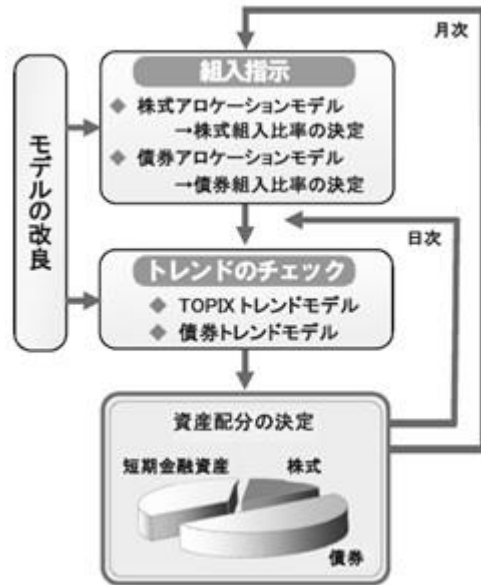 月次
組入指示
◆ 株式アロケーションモデル
→株式組入比率の決定
◆ 債券アロケーションモデル
→債券組入比率の決定
モデルの改良
日次
トレンドのチェック
◆ TOPIXトレンドモデル
◆ 債券トレンドモデル
資産配分の決定
短期金融資産
株式
債券